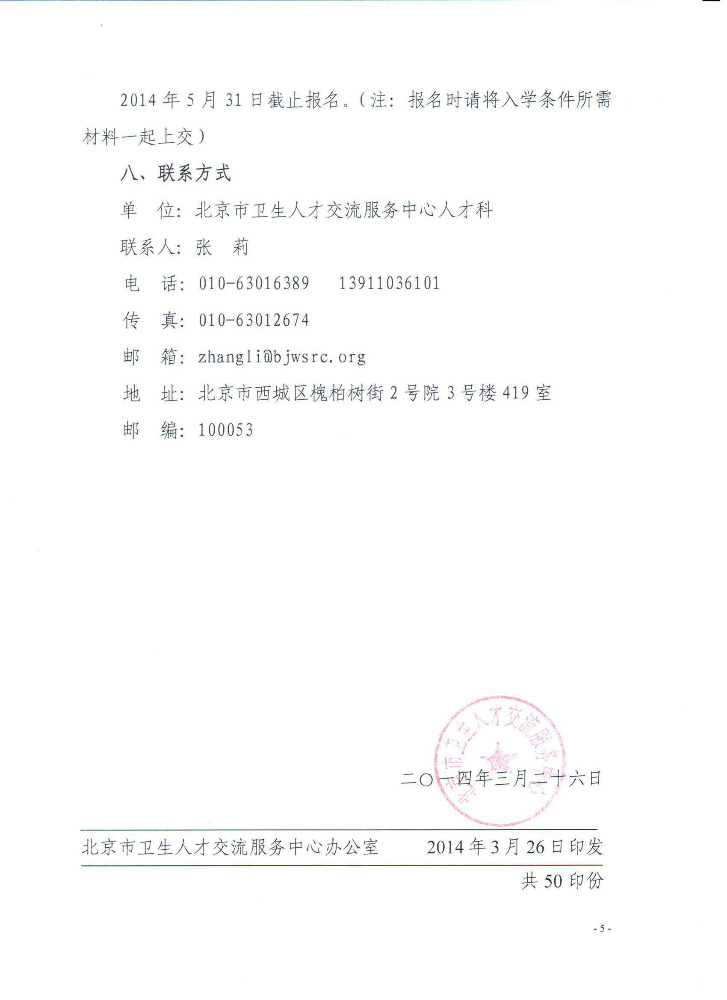 2014 年 5 月 31 日截止报名。（注：报名时请将入学条件所需
材料一起上交）
八、联系方式
单　位：北京市卫生人才交流服务中心人才科
联系人：张　莉
电　话：010-63016389　13911036101
传　真：010-63012674
邮　箱：zhangli@bjwsrc.org
地　址：北京市西城区槐柏树街 2 号院 3 号楼 419 室
邮　编：100053
北京市卫生人才交流服务中心
二〇一四年三月二十六日
北京市卫生人才交流服务中心办公室　2014 年 3 月 26 日印发
共 50 印份
- 5 -